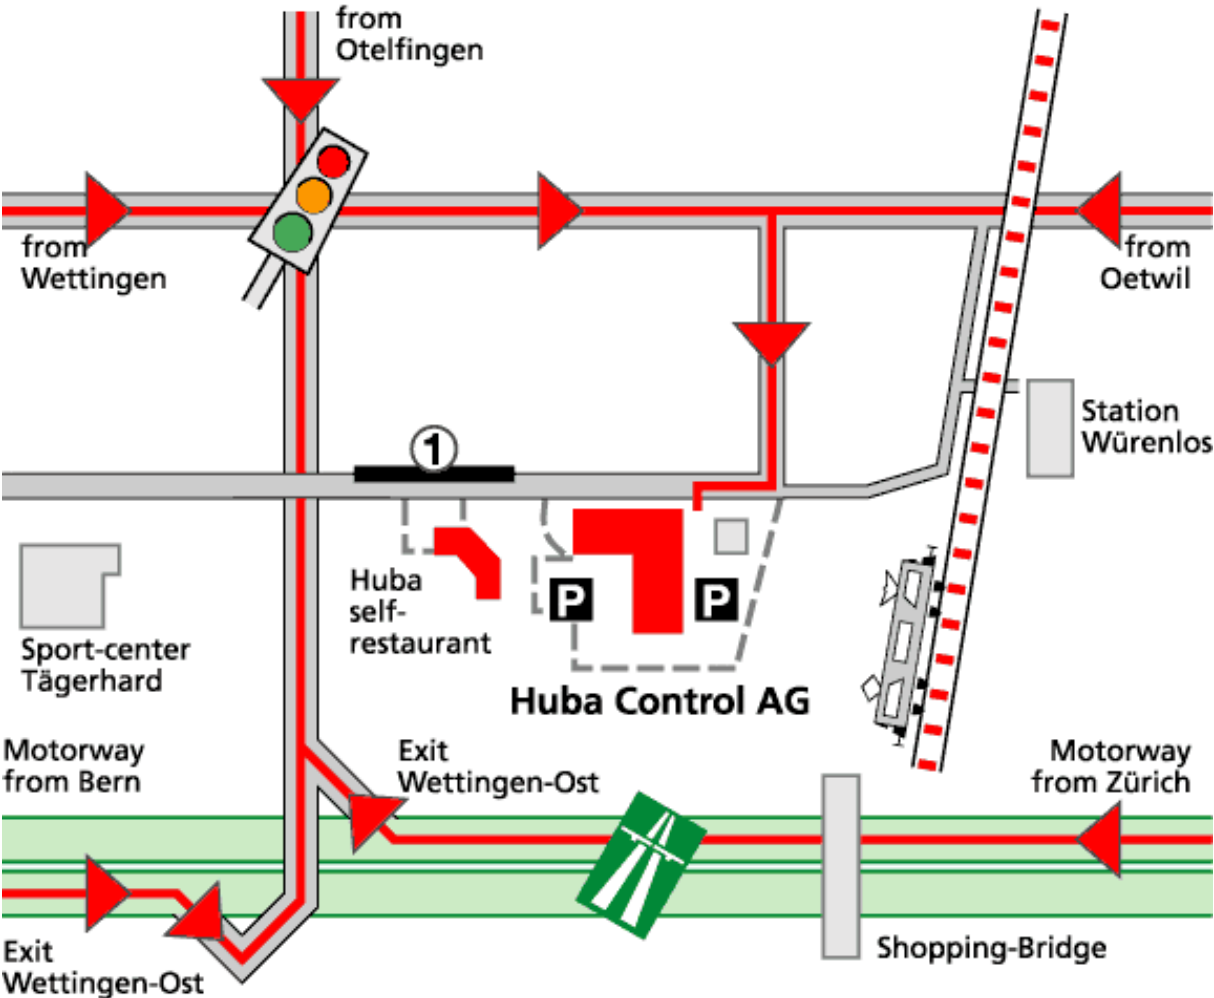 from
Otelfingen
from
Wettingen
from
Oetwil
1
Station
Würenlos
Huba
self-
restaurant
P
P
Sport-center
Tägerhard
Huba Control AG
Motorway
from Bern
Exit
Wettingen-Ost
Motorway
from Zürich
Exit
Wettingen-Ost
Shopping-Bridge